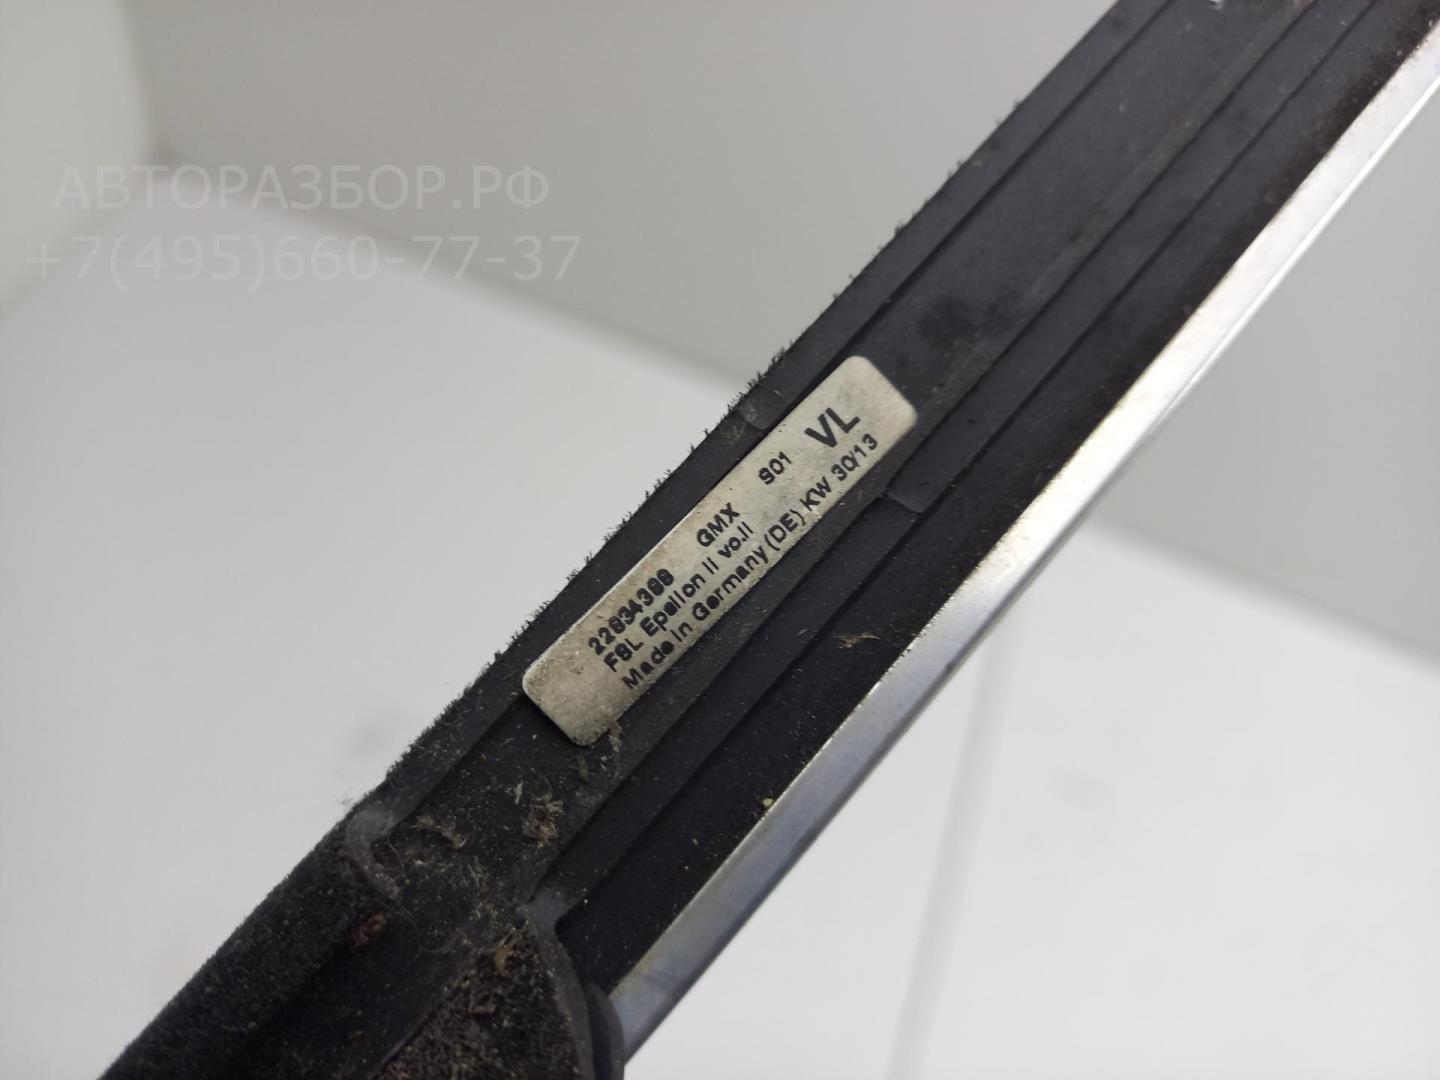 АВТОРАЗБОР.РФ
+7(495)660-77-37
GMX 901 VL
FSL Epsilon II vo.li
Made in Germany (DE) KW 30/13